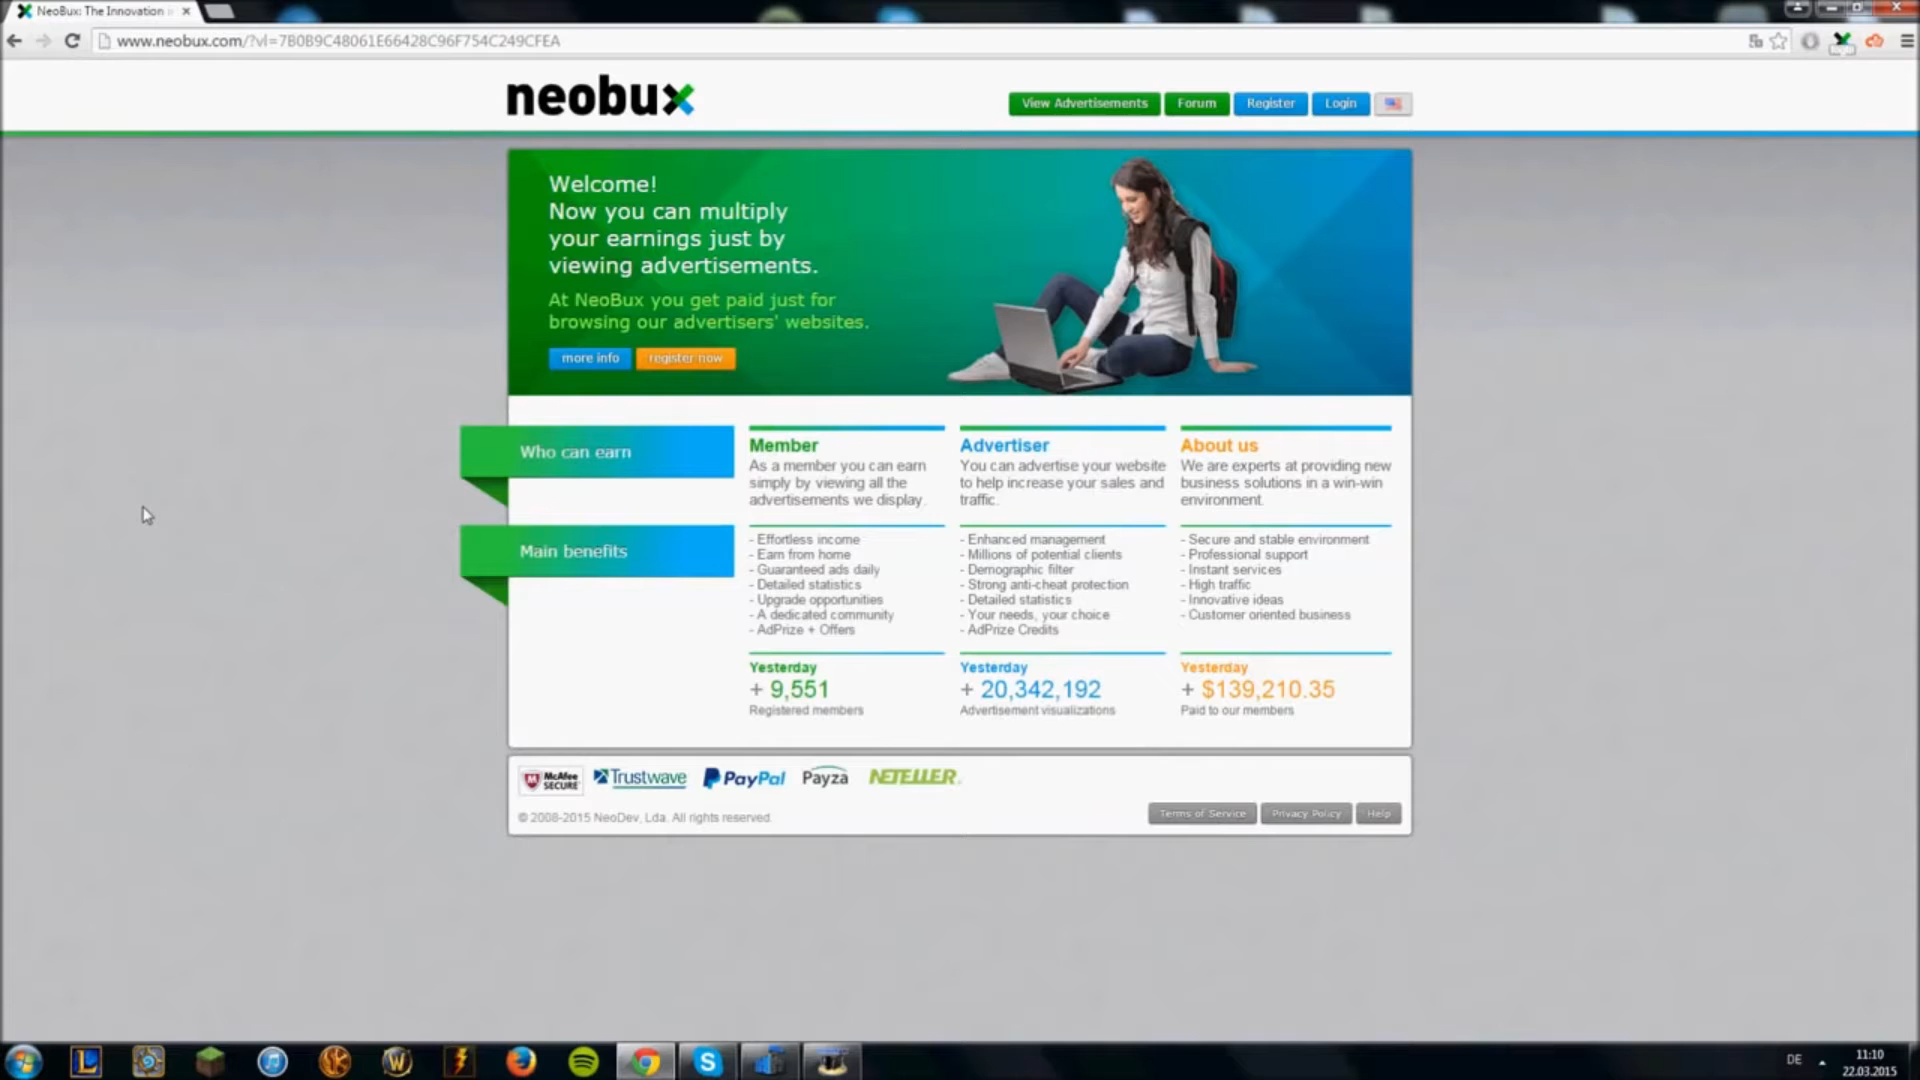 NeoBux: The Innovation i
www.neobux.com/?vl=7B0B9C48061E66428C96F754C249CFEA
neobux
View Advertisements
Forum
Register
Login
Welcome!
Now you can multiply
your earnings just by
viewing advertisements.
At NeoBux you get paid just for
browsing our advertisers' websites.
more info
register now
Who can earn
Member
As a member you can earn
simply by viewing all the
advertisements we display.
Advertiser
You can advertise your website
to help increase your sales and
traffic.
About us
We are experts at providing new
business solutions in a win-win
environment.
Main benefits
- Effortless income
- Earn from home
- Guaranteed ads daily
- Detailed statistics
- Upgrade opportunities
- A dedicated community
- AdPrize + Offers
- Enhanced management
- Millions of potential clients
- Demographic filter
- Strong anti-cheat protection
- Detailed statistics
- Your needs, your choice
- AdPrize Credits
- Secure and stable environment
- Professional support
- Instant services
- High traffic
- Innovative ideas
- Customer oriented business
Yesterday
+ 9,551
Registered members
Yesterday
+ 20,342,192
Advertisement visualizations
Yesterday
+ $139,210.35
Paid to our members
McAfee
SECURE
Trustwave
PayPal
Payza
NETELLER
© 2008-2015 NeoDev, Lda. All rights reserved.
Terms of Service
Privacy Policy
Help
DE
11:10
22.03.2015